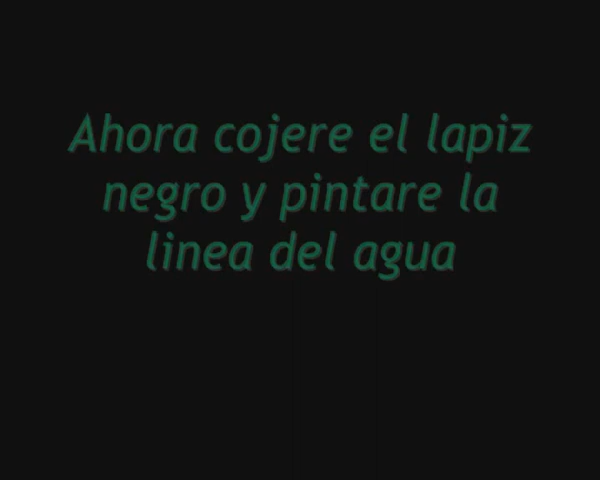 Ahora cojere el lapiz
negro y pintare la
linea del agua